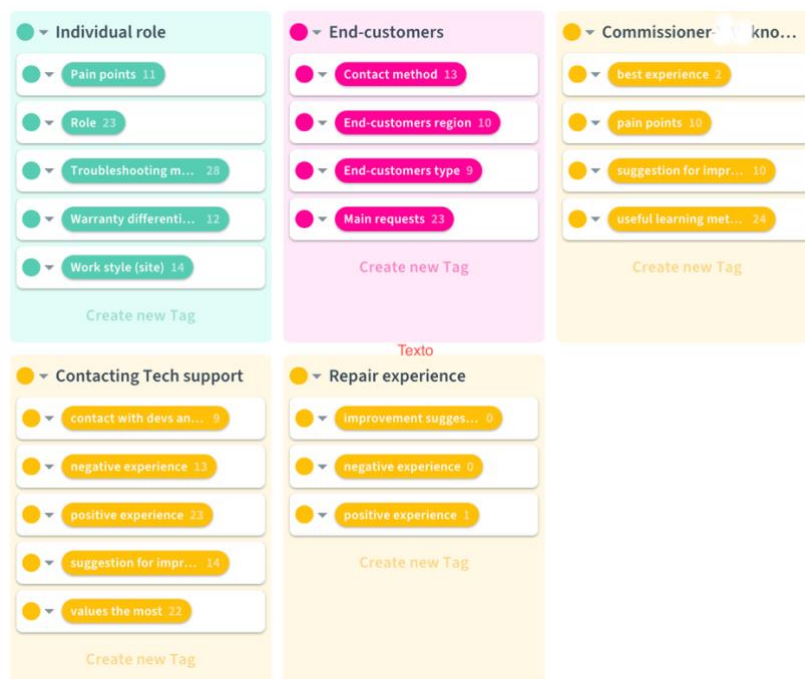 Individual role
Pain points 11
Role 23
Troubleshooting m... 28
Warranty differenti... 12
Work style (site) 14
Create new Tag
End-customers
Contact method 13
End-customers region 10
End-customers type 9
Main requests 23
Create new Tag
Commissioner- kno...
best experience 2
pain points 10
suggestion for impr... 10
useful learning met... 24
Create new Tag
Texto
Contacting Tech support
contact with devs an... 9
negative experience 13
positive experience 23
suggestion for impr... 14
values the most 22
Create new Tag
Repair experience
improvement sugges... 0
negative experience 0
positive experience 1
Create new Tag